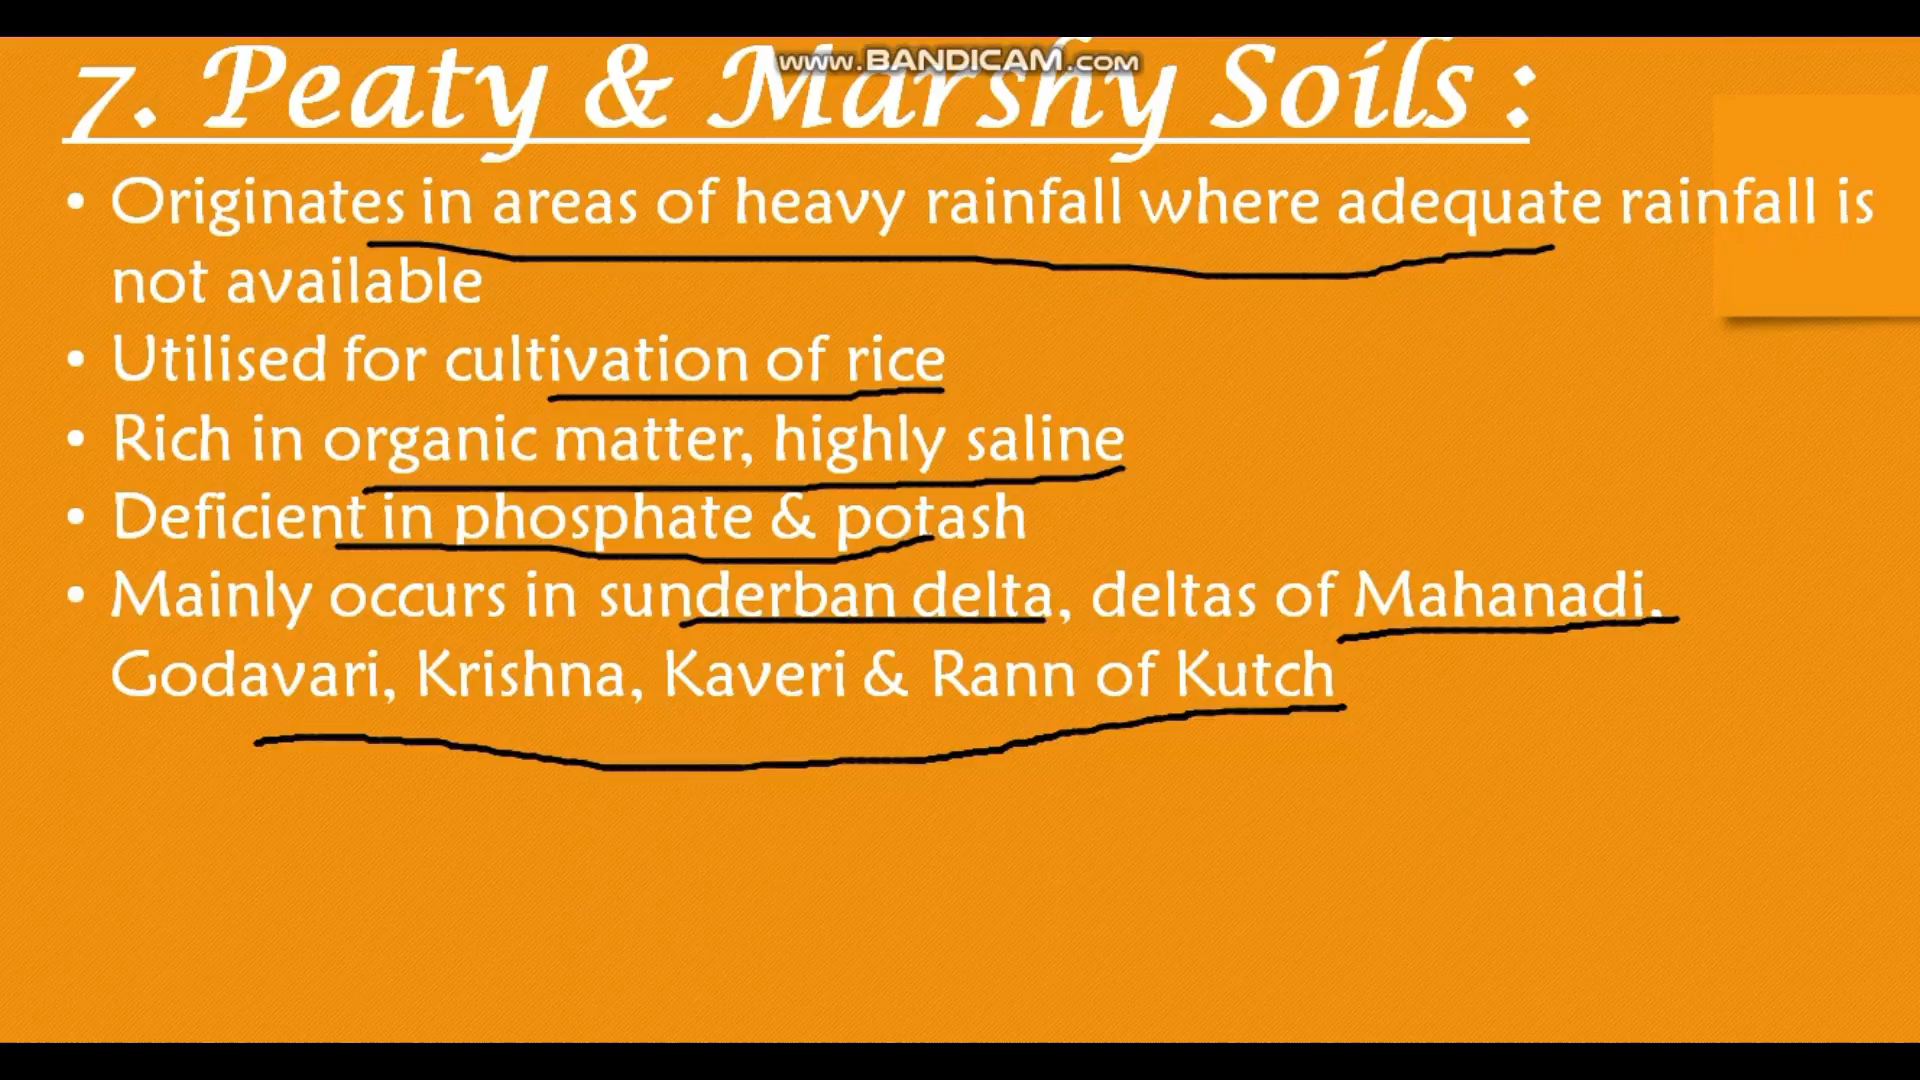 www.BANDICAM.com
7. Peaty & Marshy Soils :
• Originates in areas of heavy rainfall where adequate rainfall is
not available
• Utilised for cultivation of rice
• Rich in organic matter, highly saline
• Deficient in phosphate & potash
• Mainly occurs in sunderban delta, deltas of Mahanadi,
Godavari, Krishna, Kaveri & Rann of Kutch